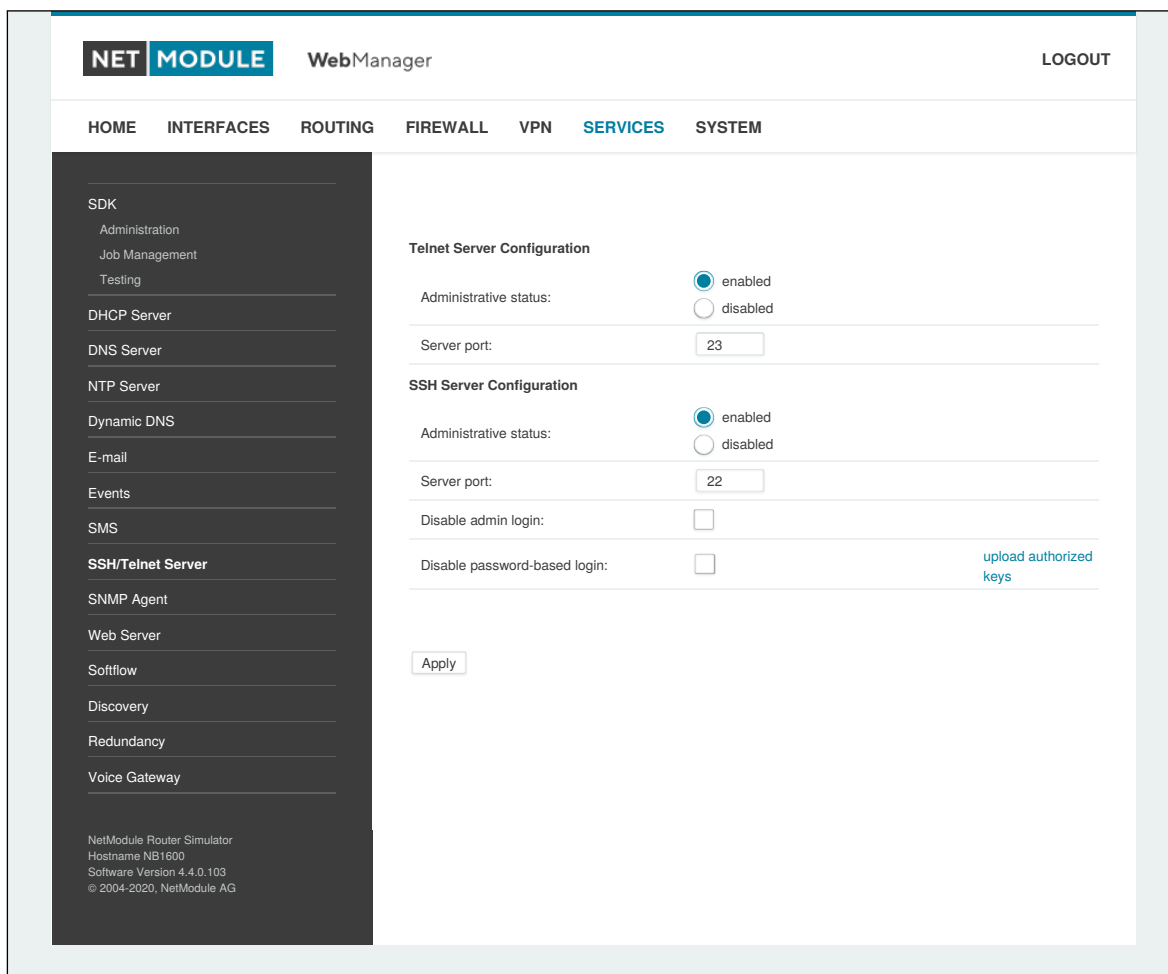 NET MODULE WebManager LOGOUT
HOME INTERFACES ROUTING FIREWALL VPN SERVICES SYSTEM
SDK
Administration
Job Management
Testing
DHCP Server
DNS Server
NTP Server
Dynamic DNS
E-mail
Events
SMS
SSH/Telnet Server
SNMP Agent
Web Server
Softflow
Discovery
Redundancy
Voice Gateway
NetModule Router Simulator
Hostname NB1600
Software Version 4.4.0.103
© 2004-2020, NetModule AG
Telnet Server Configuration
Administrative status:
enabled
disabled
Server port: 23
SSH Server Configuration
Administrative status:
enabled
disabled
Server port: 22
Disable admin login:
Disable password-based login:
upload authorized
keys
Apply